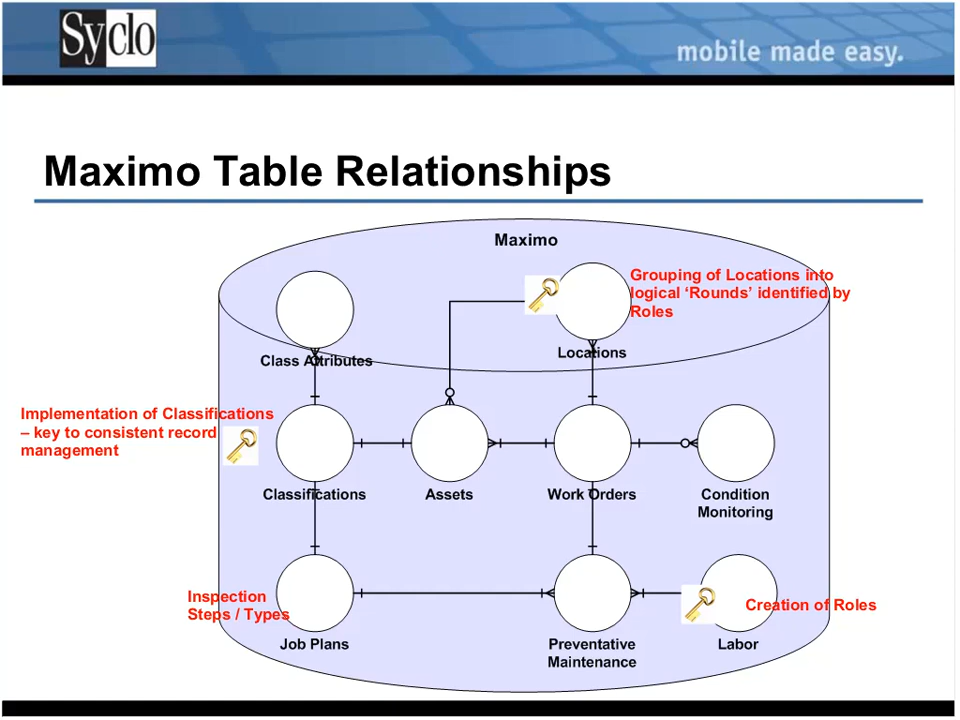 Syclo
mobile made easy.
Maximo Table Relationships
Maximo
Grouping of Locations into
logical ‘Rounds’ identified by
Roles
Locations
Class Attributes
Implementation of Classifications
– key to consistent record
management
Classifications
Assets
Work Orders
Condition
Monitoring
Inspection
Steps / Types
Creation of Roles
Job Plans
Preventative
Maintenance
Labor